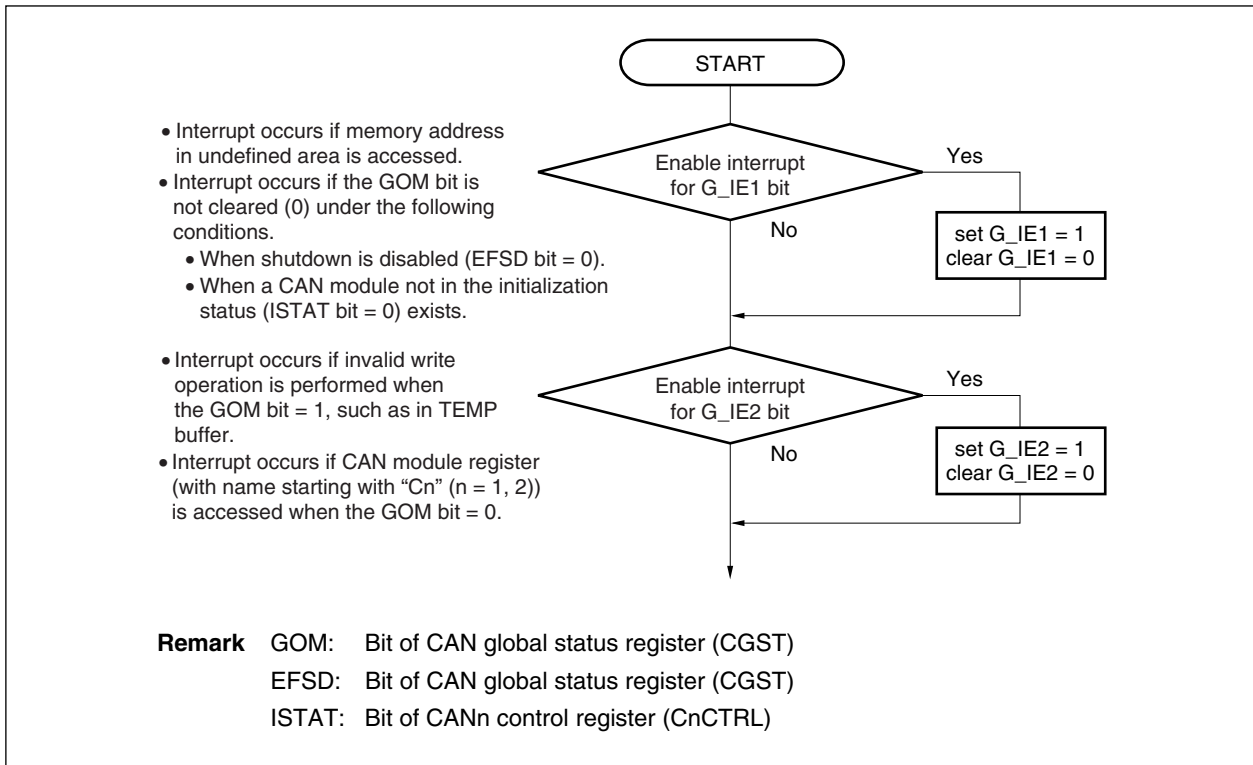 START
• Interrupt occurs if memory address
in undefined area is accessed.
• Interrupt occurs if the GOM bit is
not cleared (0) under the following
conditions.
• When shutdown is disabled (EFSD bit = 0).
• When a CAN module not in the initialization
status (ISTAT bit = 0) exists.
Enable interrupt
for G_IE1 bit
Yes
No
set G_IE1 = 1
clear G_IE1 = 0
• Interrupt occurs if invalid write
operation is performed when
the GOM bit = 1, such as in TEMP
buffer.
• Interrupt occurs if CAN module register
(with name starting with “Cn” (n = 1, 2))
is accessed when the GOM bit = 0.
Enable interrupt
for G_IE2 bit
Yes
No
set G_IE2 = 1
clear G_IE2 = 0
Remark GOM: Bit of CAN global status register (CGST)
EFSD: Bit of CAN global status register (CGST)
ISTAT: Bit of CANn control register (CnCTRL)